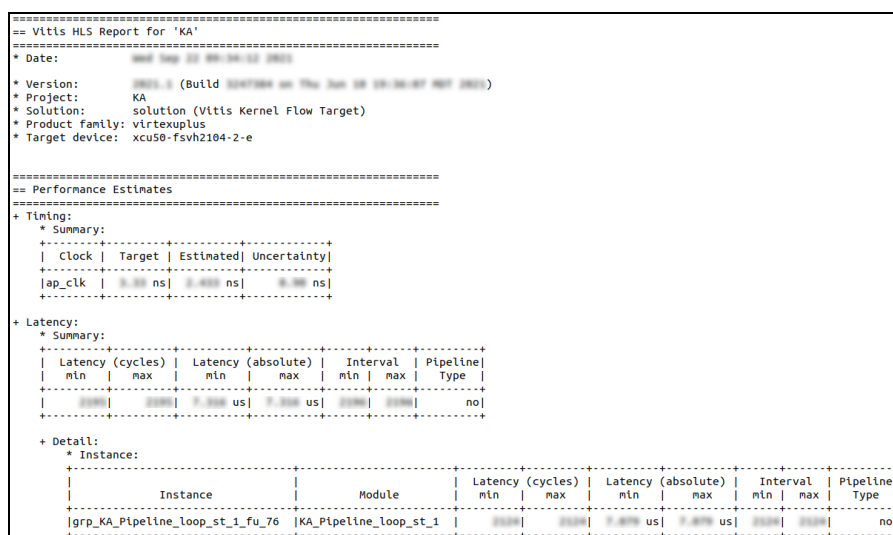 ================================================================
== Vitis HLS Report for 'KA'
================================================================
* Date:
* Version: (Build )
* Project: KA
* Solution: solution (Vitis Kernel Flow Target)
* Product family: virtexuplus
* Target device: xcu50-fsvh2104-2-e
================================================================
== Performance Estimates
================================================================
+ Timing:
* Summary:
+--------+---------+----------+------------+
| Clock | Target | Estimated| Uncertainty|
+--------+---------+----------+------------+
|ap_clk | ns| ns| ns|
+--------+---------+----------+------------+
+ Latency:
* Summary:
+---------+---------+----------+----------+------+------+---------+
| Latency (cycles) | Latency (absolute) | Interval | Pipeline|
| min | max | min | max | min | max | Type |
+---------+---------+----------+----------+------+------+---------+
| | | us| us| | | no|
+---------+---------+----------+----------+------+------+---------+
+ Detail:
* Instance:
+---------------------------------+-----------------------+---------+---------+----------+----------+------+------+---------
| | | Latency (cycles) | Latency (absolute) | Interval | Pipeline
| Instance | Module | min | max | min | max | min | max | Type
+---------------------------------+-----------------------+---------+---------+----------+----------+------+------+---------
|grp_KA_Pipeline_loop_st_1_fu_76 |KA_Pipeline_loop_st_1 | | | us| us| | | no
+---------------------------------+-----------------------+---------+---------+----------+----------+------+------+---------